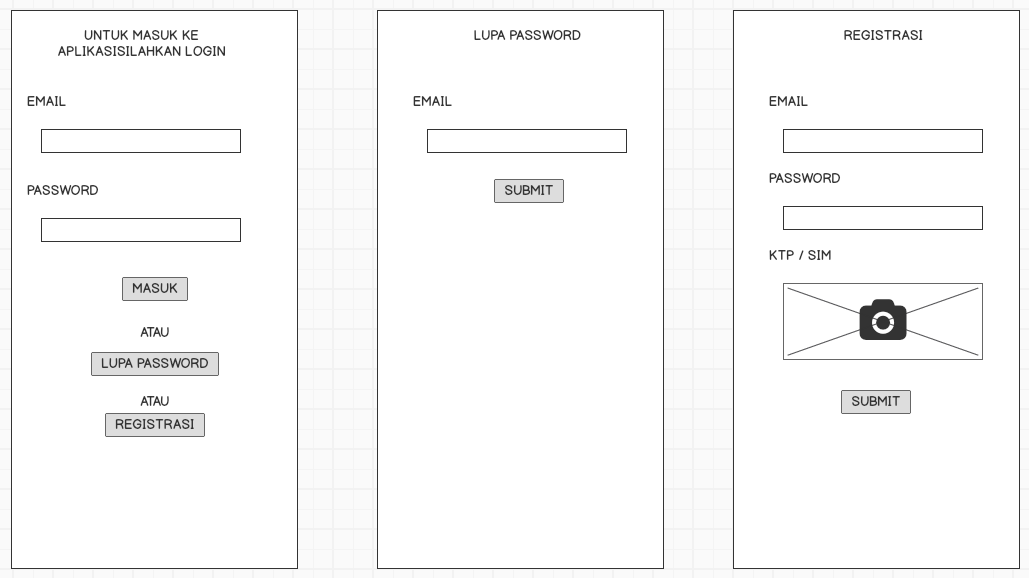 UNTUK MASUK KE
APLIKASISILAHKAN LOGIN
EMAIL
PASSWORD
MASUK
ATAU
LUPA PASSWORD
ATAU
REGISTRASI
LUPA PASSWORD
EMAIL
SUBMIT
REGISTRASI
EMAIL
PASSWORD
KTP / SIM
SUBMIT